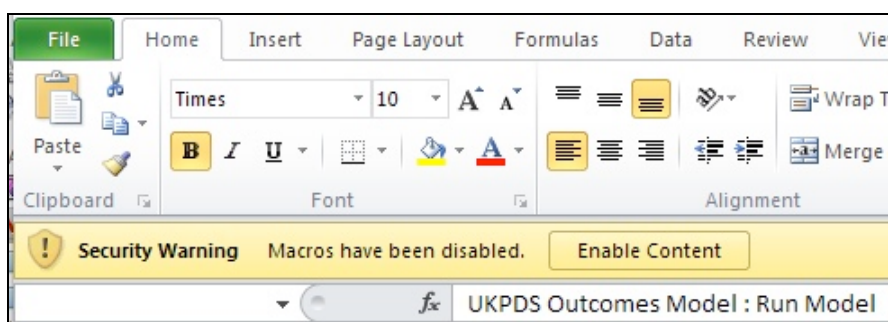 File Home Insert Page Layout Formulas Data Review
Times 10 A A Wrap
Paste B I U A Merge
Clipboard Font Alignment
Security Warning Macros have been disabled. Enable Content
fx UKPDS Outcomes Model : Run Model